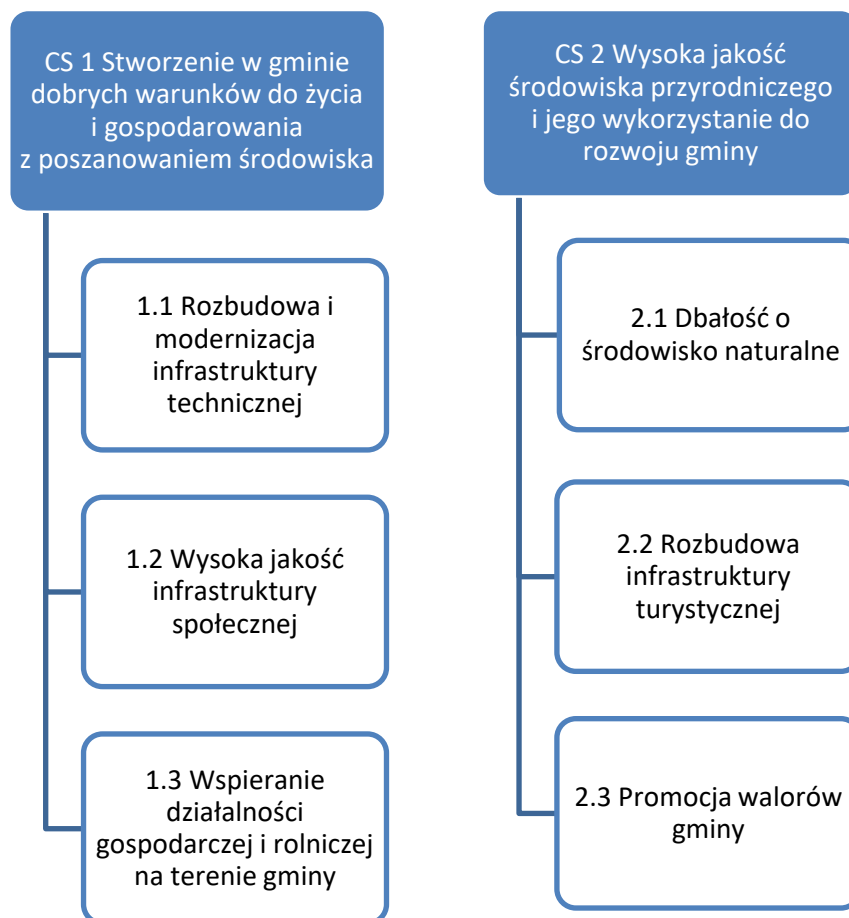 CS 1 Stworzenie w gminie
dobrych warunków do życia
i gospodarowania
z poszanowaniem środowiska
1.1 Rozbudowa i
modernizacja
infrastruktury
technicznej
1.2 Wysoka jakość
infrastruktury
społecznej
1.3 Wspieranie
działalności
gospodarczej i rolniczej
na terenie gminy
CS 2 Wysoka jakość
środowiska przyrodniczego
i jego wykorzystanie do
rozwoju gminy
2.1 Dbałość o
środowisko naturalne
2.2 Rozbudowa
infrastruktury
turystycznej
2.3 Promocja walorów
gminy